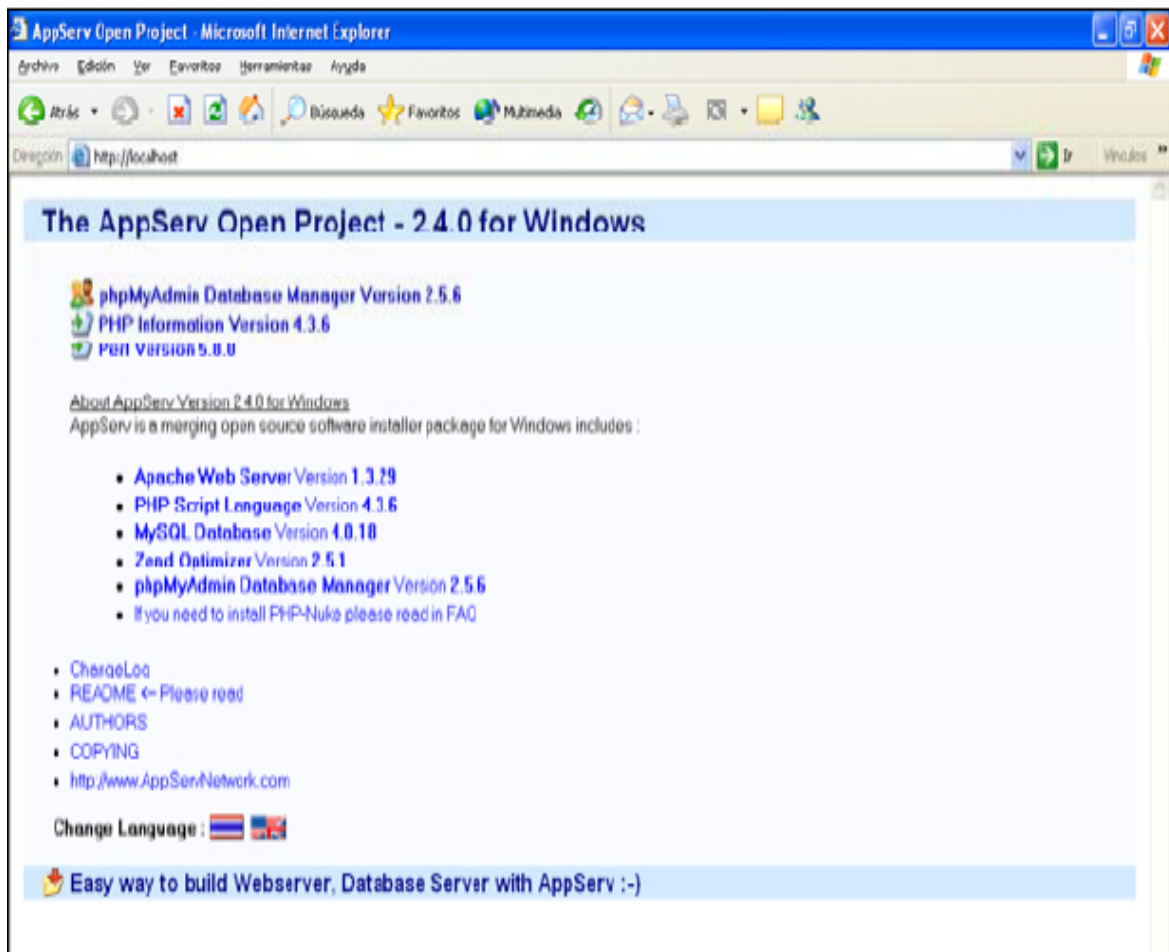 AppServ Open Project - Microsoft Internet Explorer
Archivo Edición Ver Favoritos Herramientas Ayuda
Atrás Búsqueda Favoritos Multimedia
Dirección http://localhost Ir Vínculos »
The AppServ Open Project - 2.4.0 for Windows
phpMyAdmin Database Manager Version 2.5.6
PHP Information Version 4.3.6
Perl Version 5.8.0
About AppServ Version 2.4.0 for Windows
AppServ is a merging open source software installer package for Windows includes :
• Apache Web Server Version 1.3.29
• PHP Script Language Version 4.3.6
• MySQL Database Version 4.0.18
• Zend Optimizer Version 2.5.1
• phpMyAdmin Database Manager Version 2.5.6
• If you need to install PHP-Nuke please read in FAQ
• ChangeLog
• README <= Please read
• AUTHORS
• COPYING
• http://www.AppServNetwork.com
Change Language :
Easy way to build Webserver, Database Server with AppServ :-)